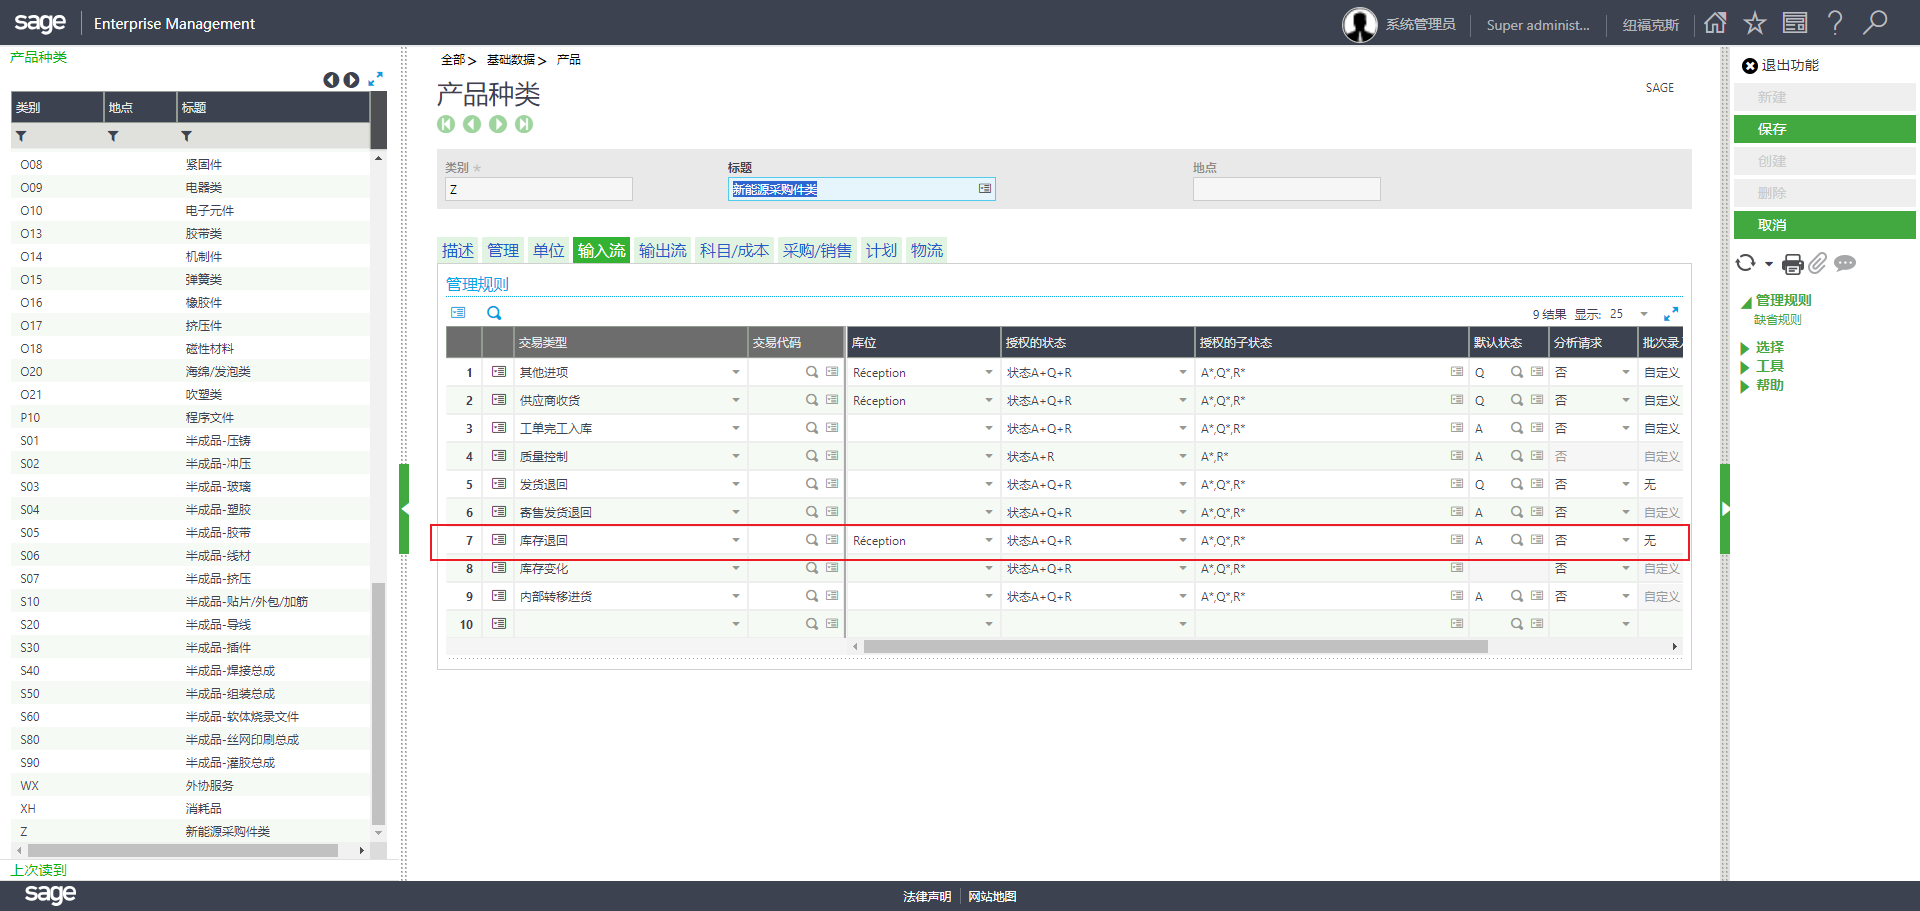 sage Enterprise Management
系统管理员 Super administ... 纽福克斯
产品种类
类别 地点 标题
O08 紧固件
O09 电器类
O10 电子元件
O13 胶带类
O14 机制件
O15 弹簧类
O16 橡胶件
O17 挤压件
O18 磁性材料
O20 海绵/发泡类
O21 吹塑类
P10 程序文件
S01 半成品-压铸
S02 半成品-冲压
S03 半成品-玻璃
S04 半成品-塑胶
S05 半成品-胶带
S06 半成品-线材
S07 半成品-挤压
S10 半成品-贴片/外包/加筋
S20 半成品-导线
S30 半成品-插件
S40 半成品-焊接总成
S50 半成品-组装总成
S60 半成品-软体烧录文件
S80 半成品-丝网印刷总成
S90 半成品-灌胶总成
WX 外协服务
XH 消耗品
Z 新能源采购件类
上次读到
全部 > 基础数据 > 产品
产品种类
SAGE
类别 * 标题 地点
Z 新能源采购件类
描述 管理 单位 输入流 输出流 科目/成本 采购/销售 计划 物流
管理规则
9 结果 显示: 25
交易类型 交易代码 库位 授权的状态 授权的子状态 默认状态 分析请求 批次录入
1 其他进项 Réception 状态A+Q+R A*,Q*,R* Q 否 自定义
2 供应商收货 Réception 状态A+Q+R A*,Q*,R* Q 否 自定义
3 工单完工入库 状态A+Q+R A*,Q*,R* A 否 自定义
4 质量控制 状态A+R A*,R* A 否 自定义
5 发货退回 状态A+Q+R A*,Q*,R* Q 否 无
6 寄售发货退回 状态A+Q+R A*,Q*,R* A 否 自定义
7 库存退回 Réception 状态A+Q+R A*,Q*,R* A 否 无
8 库存变化 状态A+Q+R A*,Q*,R* 否 自定义
9 内部转移进货 状态A+Q+R A*,Q*,R* A 否 自定义
10
退出功能
新建
保存
创建
删除
取消
管理规则
缺省规则
选择
工具
帮助
sage
法律声明 网站地图